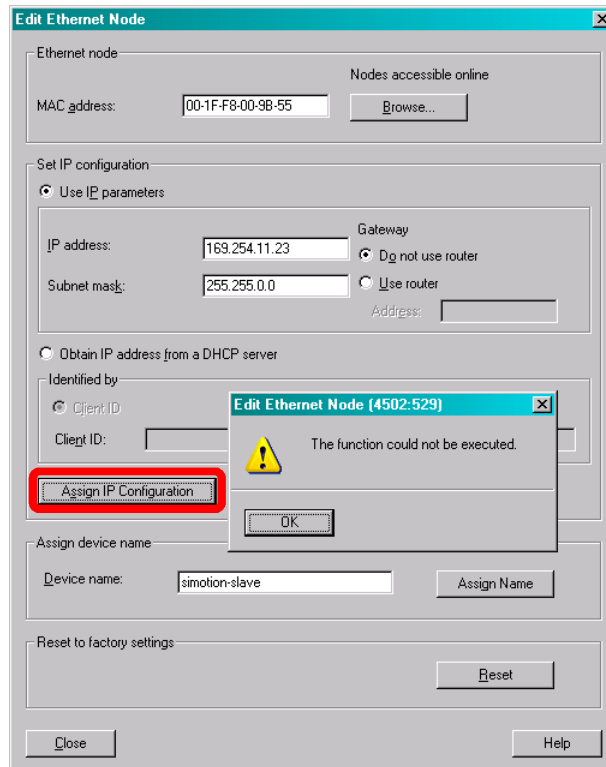 Edit Ethernet Node
Ethernet node
Nodes accessible online
MAC address:
00-1F-F8-00-9B-55
Browse...
Set IP configuration
Use IP parameters
Gateway
IP address:
169.254.11.23
Do not use router
Subnet mask:
255.255.0.0
Use router
Address:
Obtain IP address from a DHCP server
Identified by
Client ID
Edit Ethernet Node (4502:529)
The function could not be executed.
Client ID:
Assign IP Configuration
OK
Assign device name
Device name:
simotion-slave
Assign Name
Reset to factory settings
Reset
Close
Help